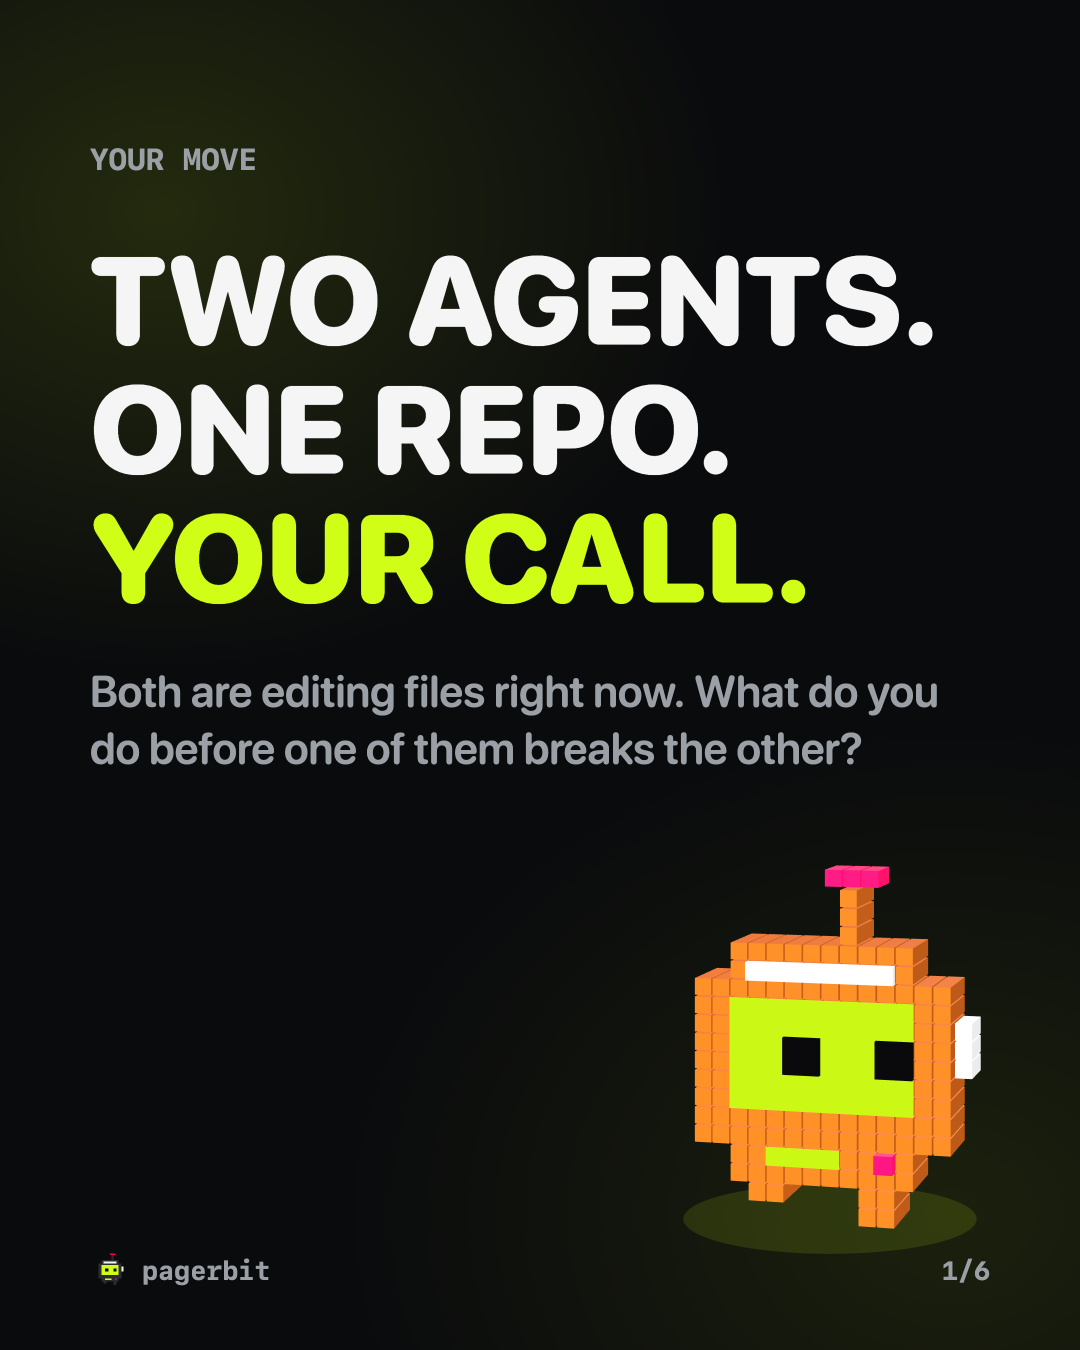 YOUR MOVE
TWO AGENTS.
ONE REPO.
YOUR CALL.
Both are editing files right now. What do you
do before one of them breaks the other?
pagerbit
1/6